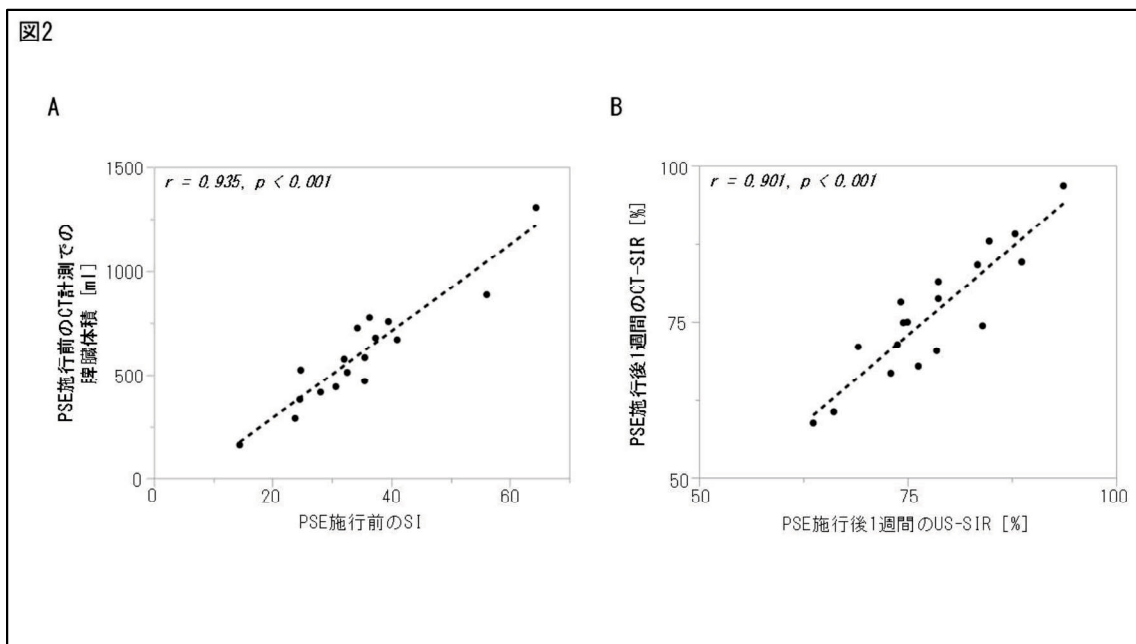 図2
A
PSE施行前のCT計測での
脾臓体積 [ml]
1500
1000
500
0
r = 0.935, p < 0.001
0
20
40
60
PSE施行前のSI
B
PSE施行後1週間のCT-SIR [%]
100
75
50
r = 0.901, p < 0.001
50
75
100
PSE施行後1週間のUS-SIR [%]